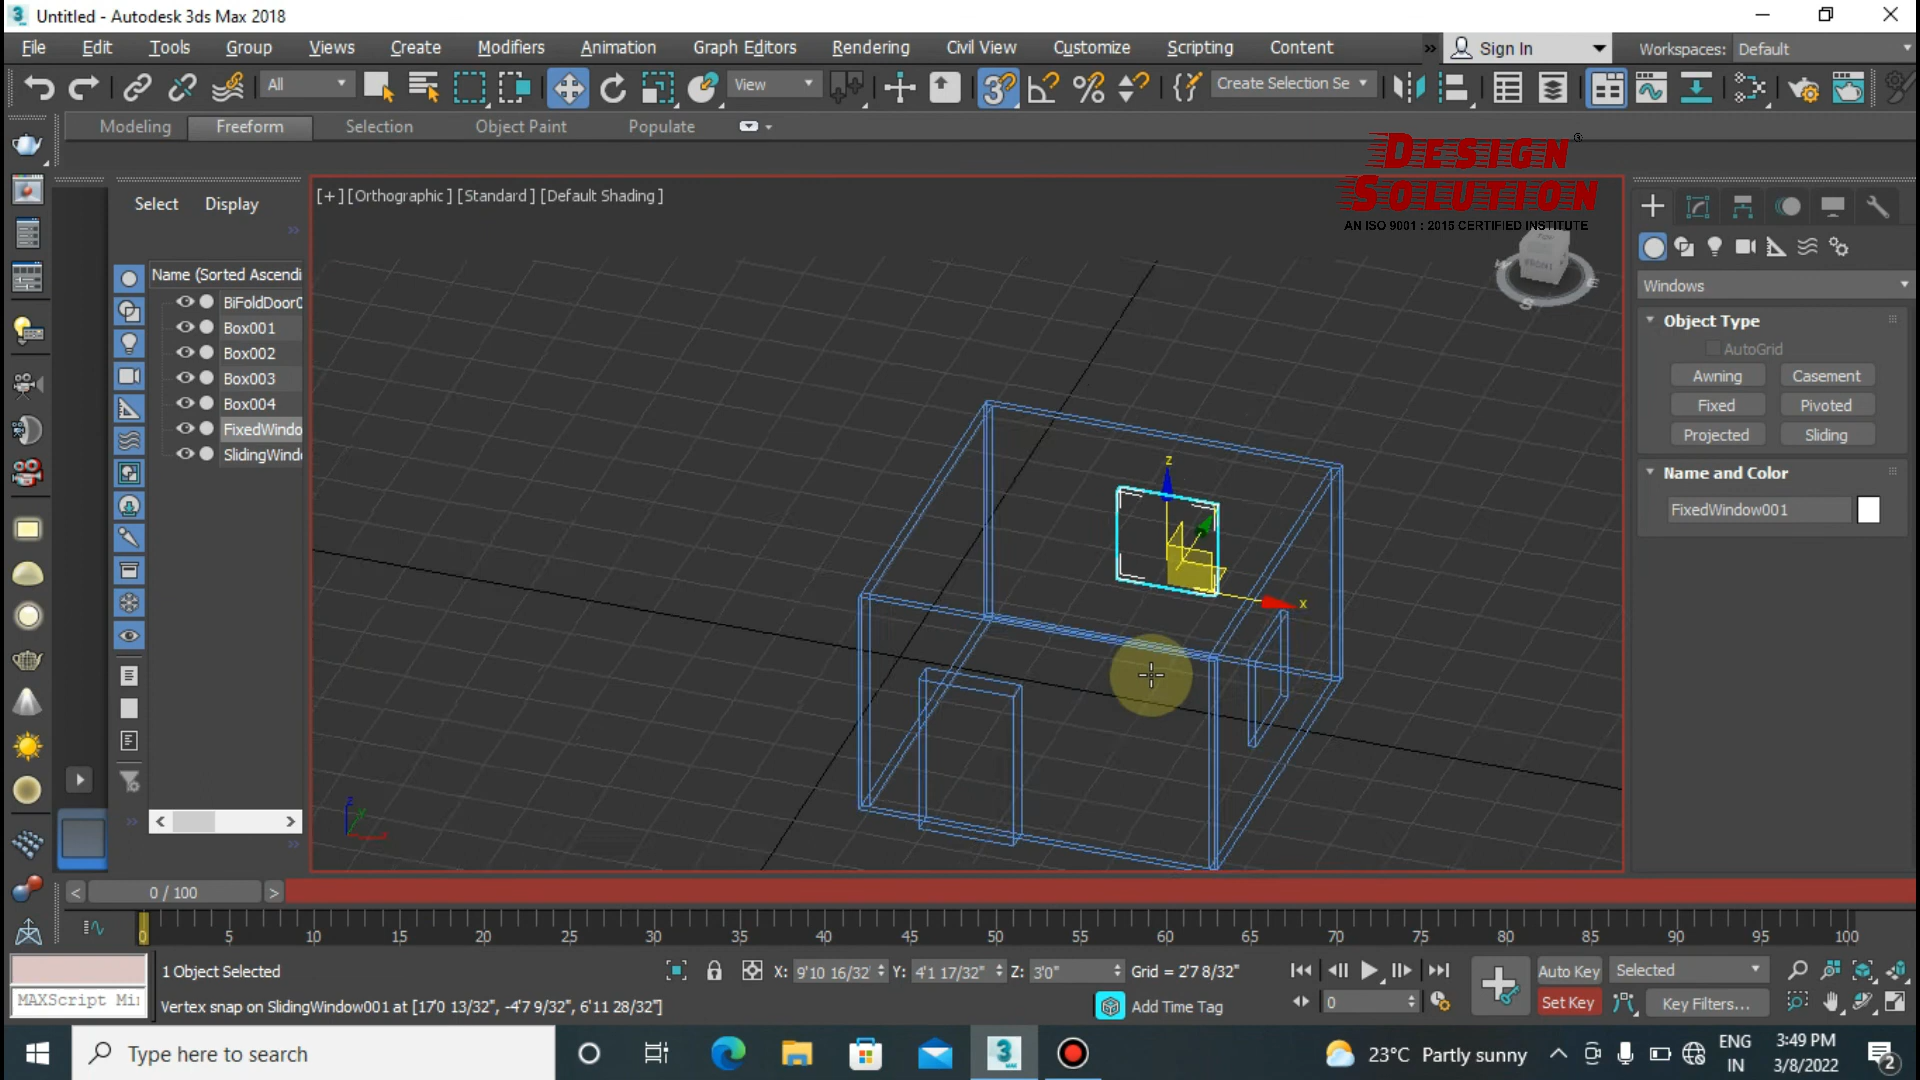 Untitled - Autodesk 3ds Max 2018
File Edit Tools Group Views Create Modifiers Animation Graph Editors Rendering Civil View Customize Scripting Content » Sign In Workspaces: Default
All View Create Selection Se
Modeling Freeform Selection Object Paint Populate
DESIGN
SOLUTION
AN ISO 9001 : 2015 CERTIFIED INSTITUTE
Select Display
[+] [Orthographic] [Standard] [Default Shading]
Name (Sorted Ascendi
BiFoldDoor0
Box001
Box002
Box003
Box004
FixedWindo
SlidingWind
z
x
FRONT
W
E
S
Windows
Object Type
AutoGrid
Awning Casement
Fixed Pivoted
Projected Sliding
Name and Color
FixedWindow001
z
0 / 100
0 5 10 15 20 25 30 35 40 45 50 55 60 65 70 75 80 85 90 95 100
1 Object Selected X: 9'10 16/32" Y: 4'1 17/32" Z: 3'0" Grid = 2'7 8/32" Auto Key Selected
MAXScript Mi Vertex snap on SlidingWindow001 at [17'0 13/32", -4'7 9/32", 6'11 28/32"] Add Time Tag 0 Set Key Key Filters...
Type here to search 23°C Partly sunny ENG IN 3:49 PM 3/8/2022 2